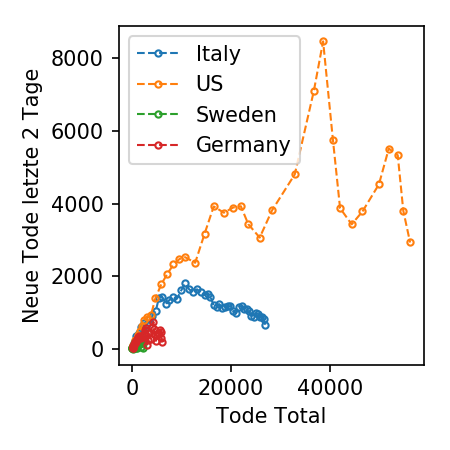 8000
6000
4000
2000
0
Neue Tode letzte 2 Tage
Italy
US
Sweden
Germany
0 20000 40000
Tode Total